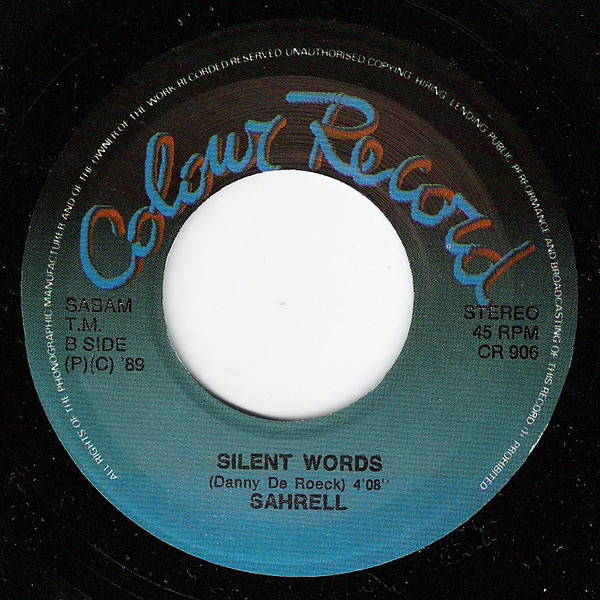 ALL RIGHTS OF THE PHONOGRAPHIC MANUFACTURER AND OF THE OWNER OF THE WORK RECORDED RESERVED UNAUTHORISED COPYING, HIRING, LENDING PUBLIC, PERFORMANCE AND BROADCASTING OF THIS RECORD () PROHIBITED
Colour Record
SABAM
T.M.
B SIDE
(P)(C) '89
STEREO
45 RPM
CR 906
SILENT WORDS
(Danny De Roeck) 4'08''
SAHRELL